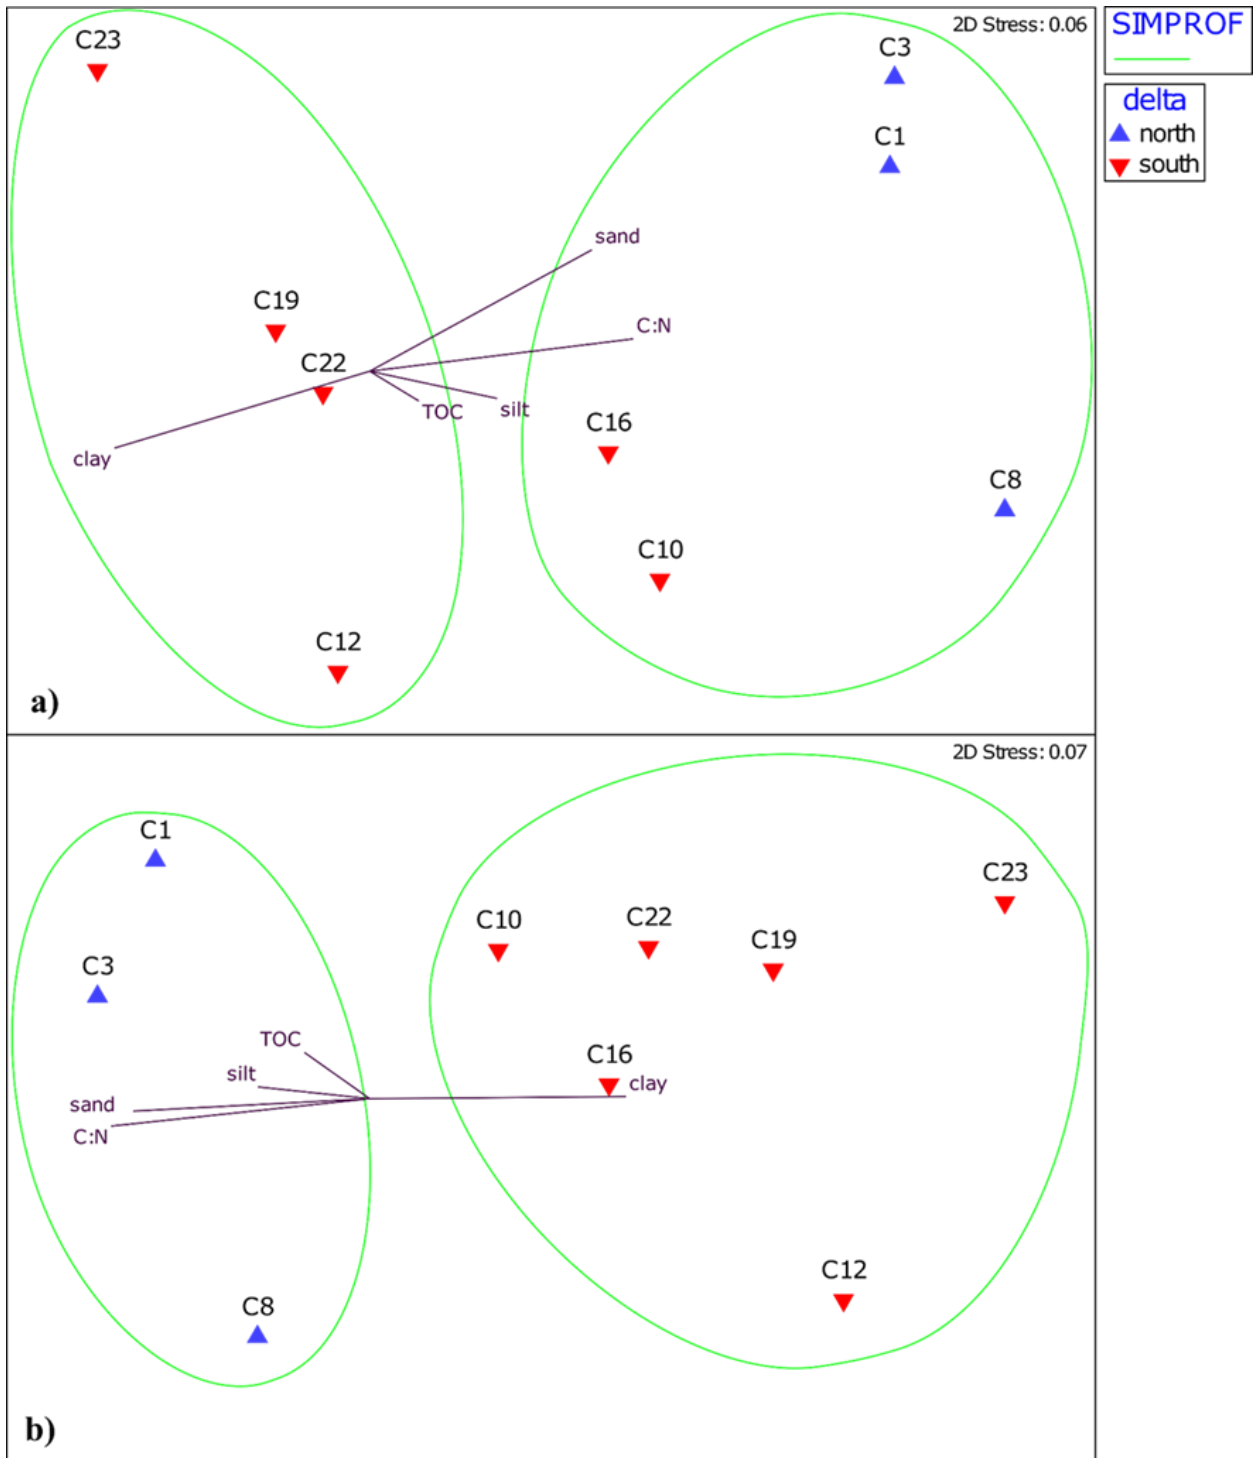 2D Stress: 0.06
SIMPROF
delta
north
south
C23
C3
C1
sand
C19
C:N
C22
TOC
silt
clay
C16
C8
C10
C12
a)
2D Stress: 0.07
C1
C23
C10
C22
C19
C3
TOC
C16
silt
clay
sand
C:N
C12
C8
b)